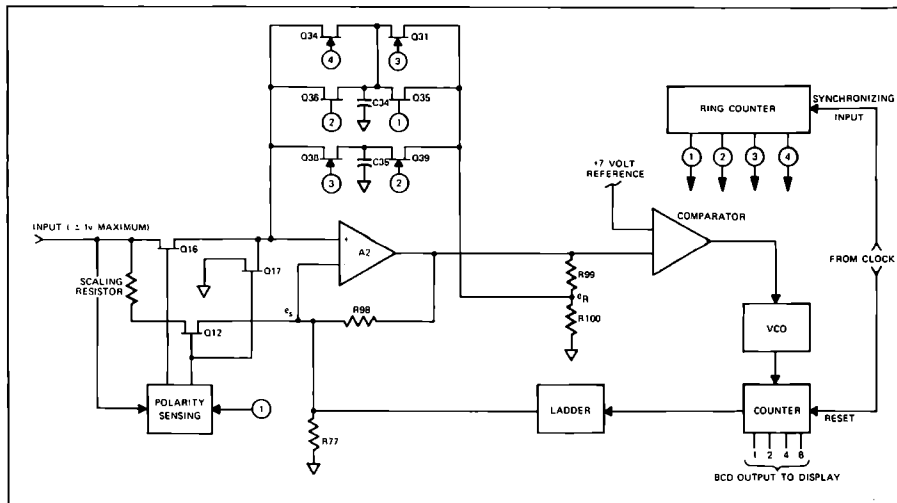 Q34
Q31
4
3
Q36
C34
Q35
2
1
Q38
C35
Q39
3
2
RING COUNTER
SYNCHRONIZING
INPUT
1
2
3
4
+7 VOLT
REFERENCE
COMPARATOR
INPUT ( ± 1v MAXIMUM)
Q16
Q17
+
A2
-
FROM CLOCK
SCALING
RESISTOR
R99
eR
R98
es
Q12
R100
VCO
POLARITY
SENSING
1
LADDER
COUNTER
RESET
R77
1 2 4 8
BCD OUTPUT TO DISPLAY